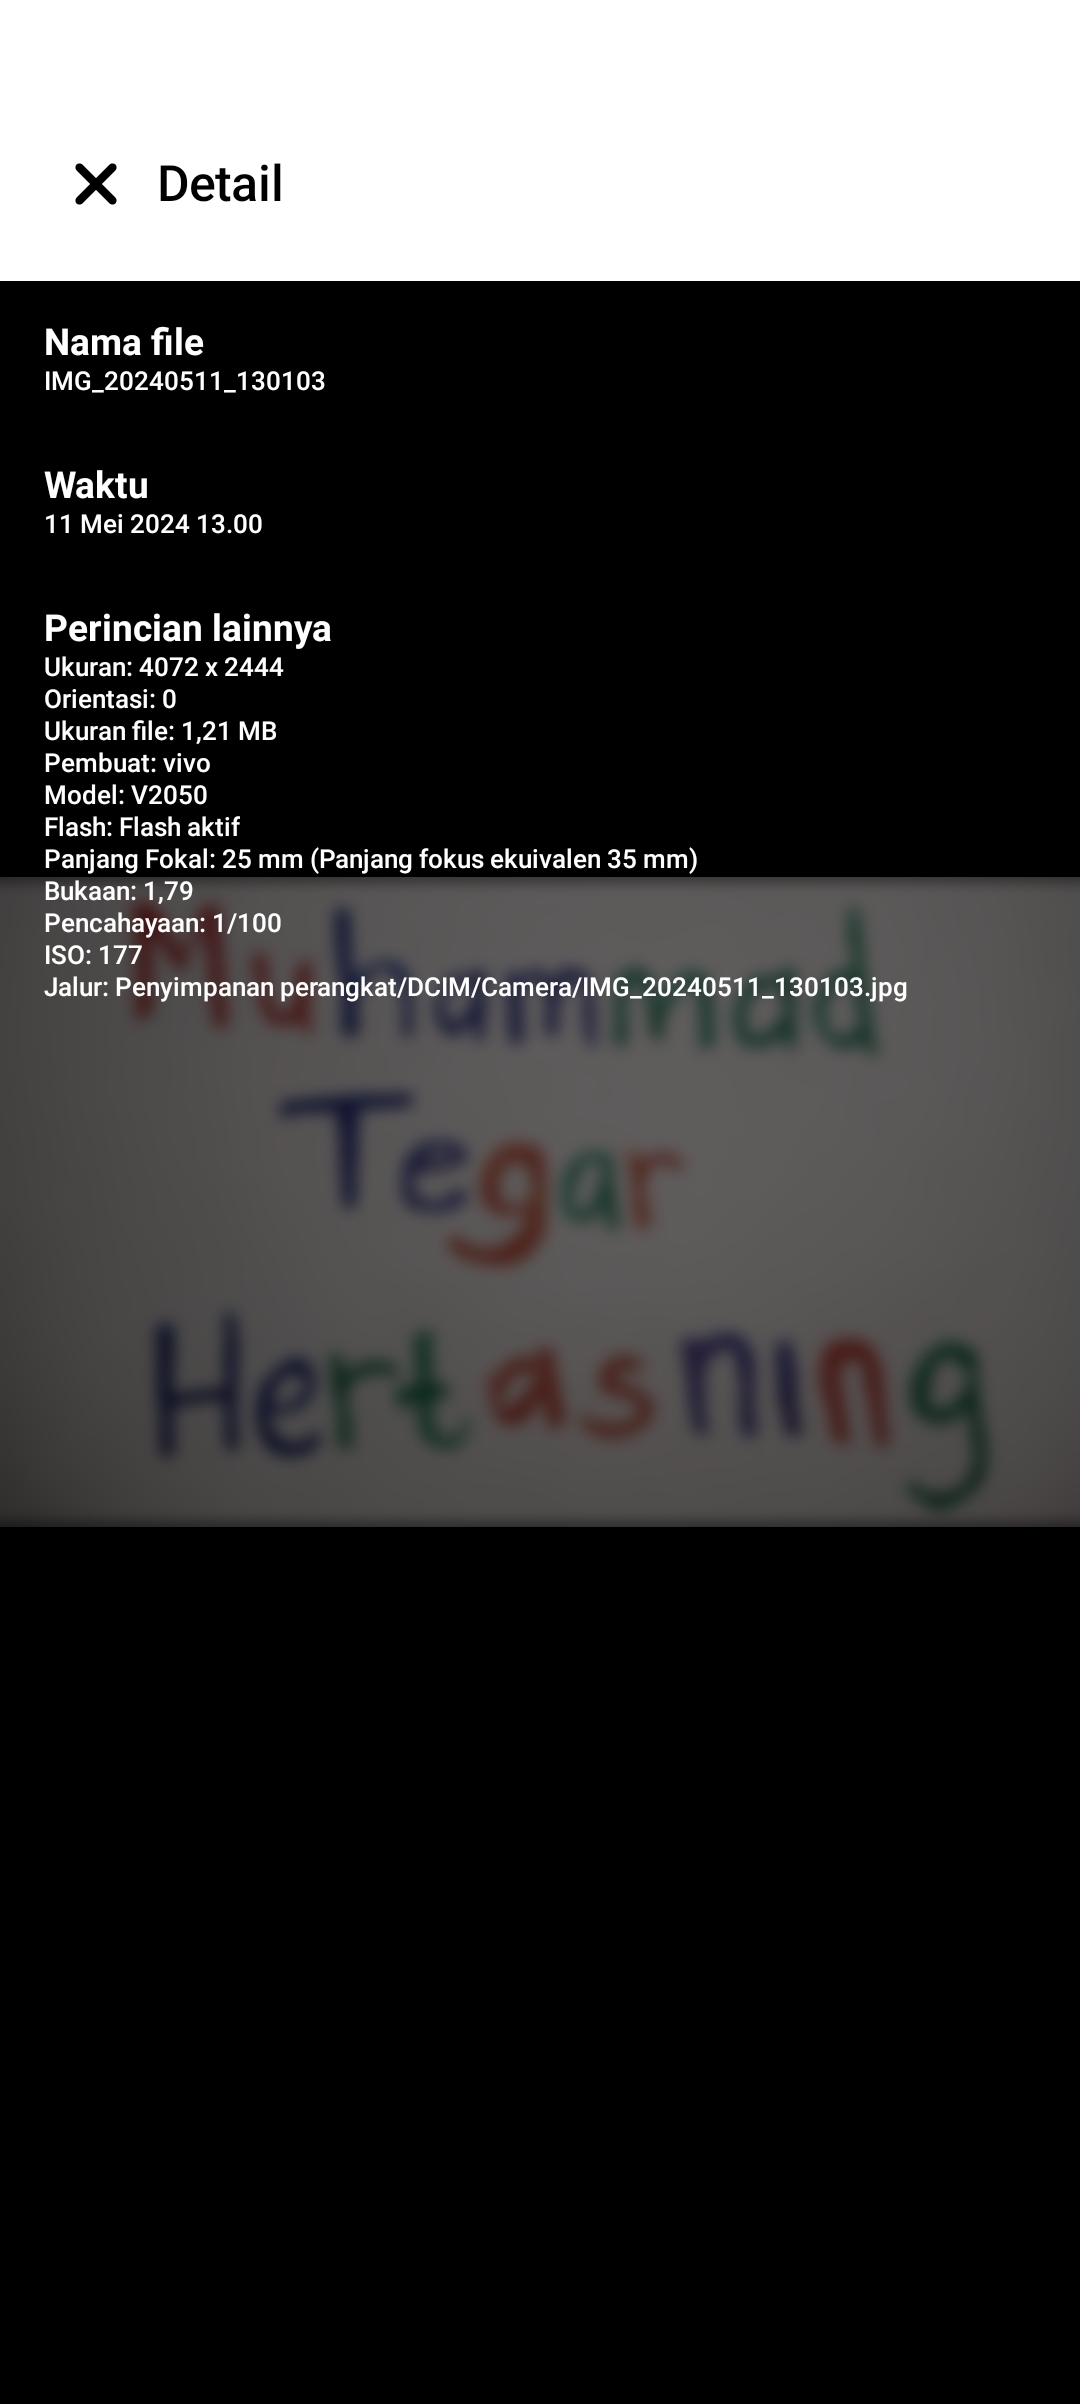 Detail
Nama file
IMG_20240511_130103
Waktu
11 Mei 2024 13.00
Perincian lainnya
Ukuran: 4072 x 2444
Orientasi: 0
Ukuran file: 1,21 MB
Pembuat: vivo
Model: V2050
Flash: Flash aktif
Panjang Fokal: 25 mm (Panjang fokus ekuivalen 35 mm)
Bukaan: 1,79
Pencahayaan: 1/100
ISO: 177
Jalur: Penyimpanan perangkat/DCIM/Camera/IMG_20240511_130103.jpg
Muhammad
Tegar
Hertasning